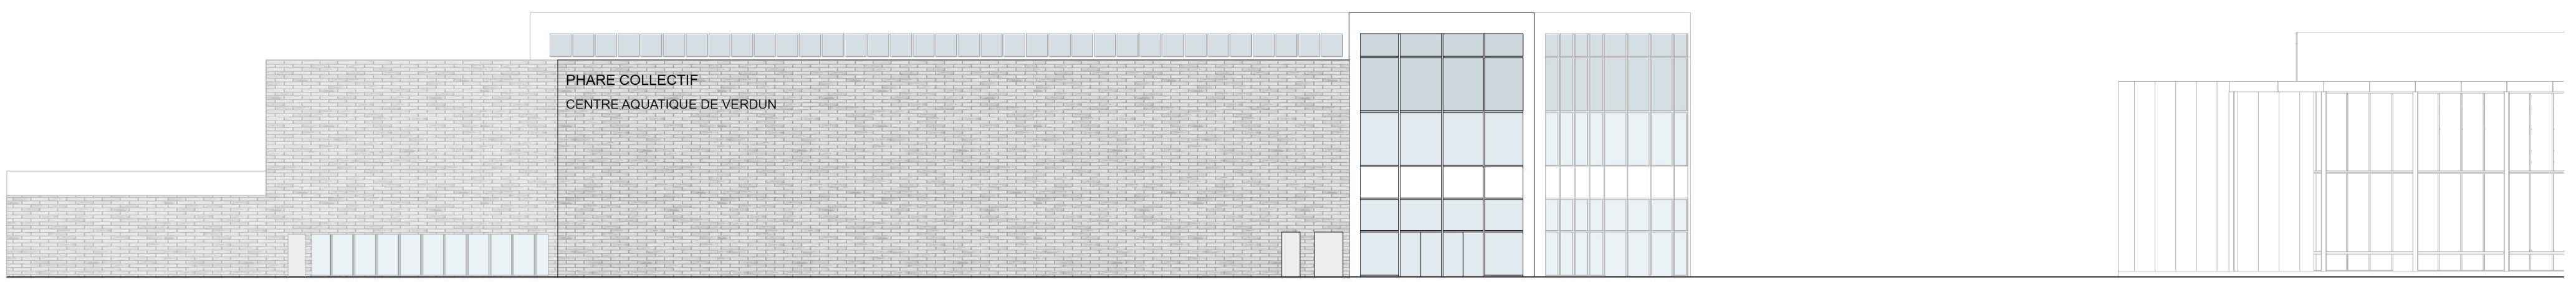 PHARE COLLECTIF
CENTRE AQUATIQUE DE VERDUN